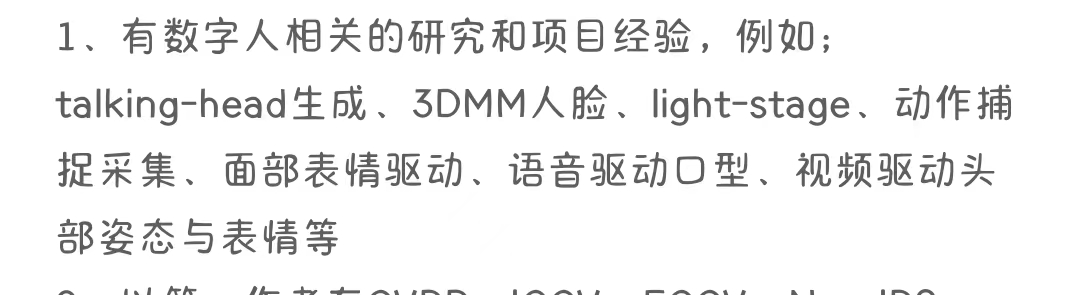 1、有数字人相关的研究和项目经验，例如；
talking-head生成、3DMM人脸、light-stage、动作捕
捉采集、面部表情驱动、语音驱动口型、视频驱动头
部姿态与表情等